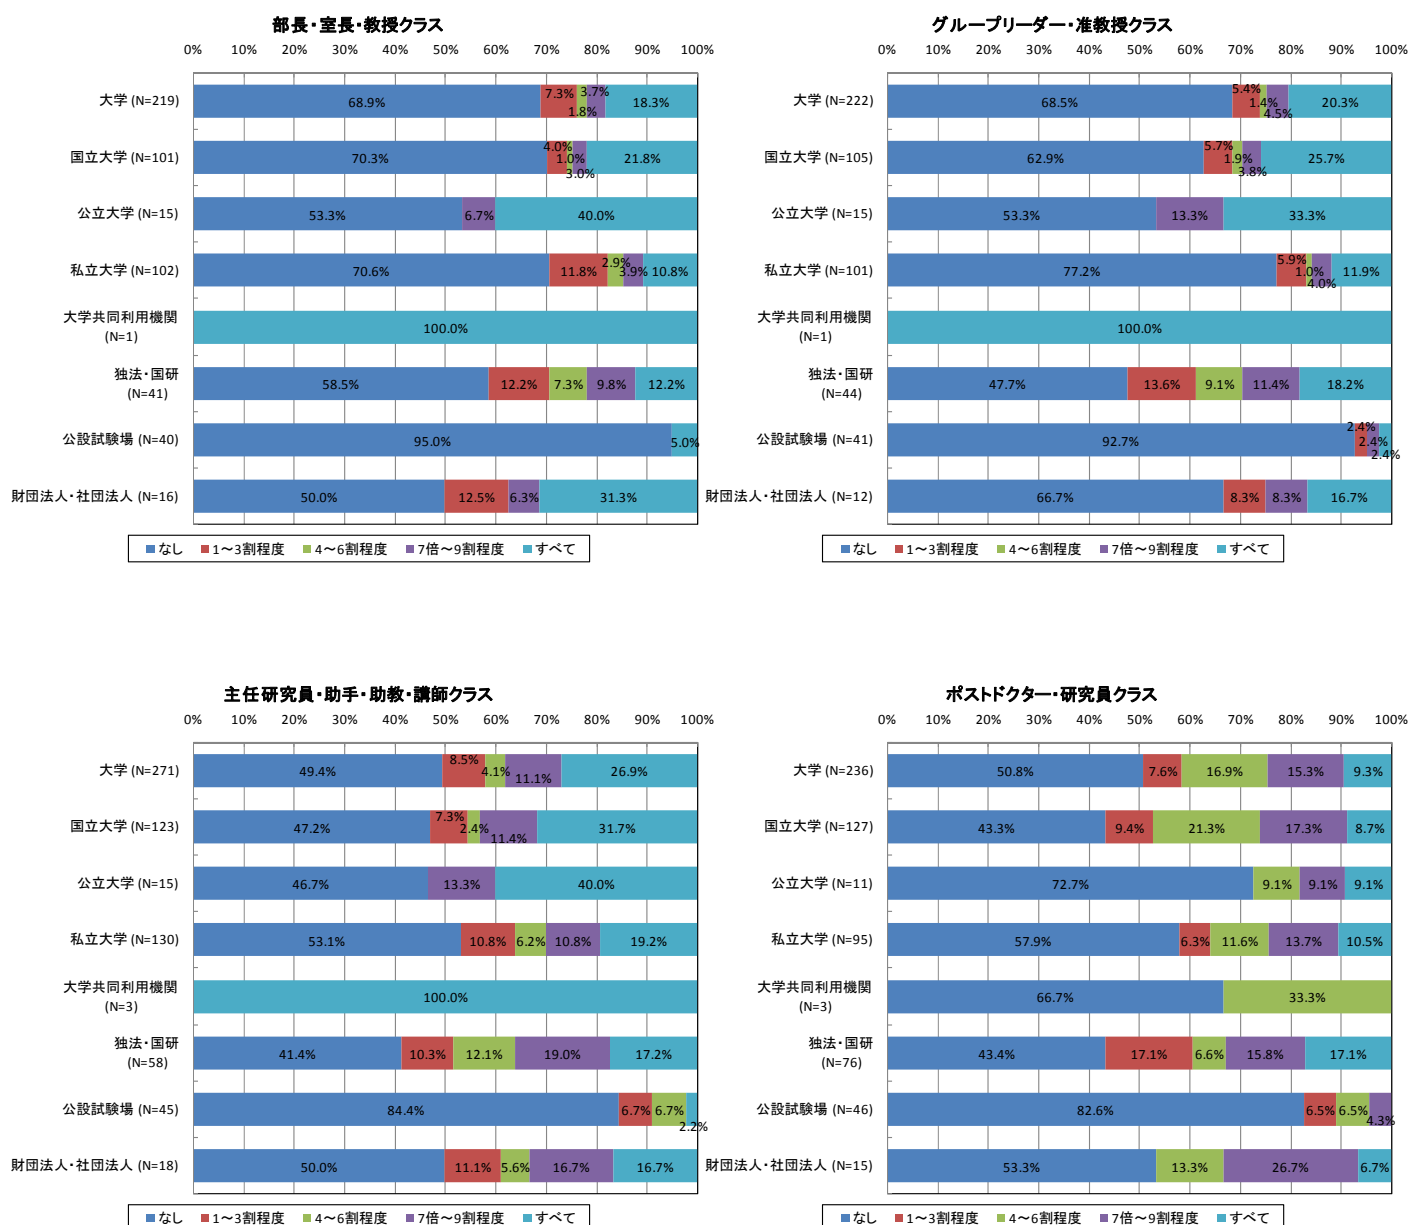 部長・室長・教授クラス
0% 10% 20% 30% 40% 50% 60% 70% 80% 90% 100%
大学 (N=219) 68.9% 7.3% 1.8% 3.7% 18.3%
国立大学 (N=101) 70.3% 4.0% 1.0% 3.0% 21.8%
公立大学 (N=15) 53.3% 6.7% 40.0%
私立大学 (N=102) 70.6% 11.8% 2.9% 3.9% 10.8%
大学共同利用機関
(N=1) 100.0%
独法・国研
(N=41) 58.5% 12.2% 7.3% 9.8% 12.2%
公設試験場 (N=40) 95.0% 5.0%
財団法人・社団法人 (N=16) 50.0% 12.5% 6.3% 31.3%
なし 1～3割程度 4～6割程度 7倍～9割程度 すべて
グループリーダー・准教授クラス
0% 10% 20% 30% 40% 50% 60% 70% 80% 90% 100%
大学 (N=222) 68.5% 5.4% 1.4% 4.5% 20.3%
国立大学 (N=105) 62.9% 5.7% 1.9% 3.8% 25.7%
公立大学 (N=15) 53.3% 13.3% 33.3%
私立大学 (N=101) 77.2% 5.9% 1.0% 4.0% 11.9%
大学共同利用機関
(N=1) 100.0%
独法・国研
(N=44) 47.7% 13.6% 9.1% 11.4% 18.2%
公設試験場 (N=41) 92.7% 2.4% 2.4% 2.4%
財団法人・社団法人 (N=12) 66.7% 8.3% 8.3% 16.7%
なし 1～3割程度 4～6割程度 7倍～9割程度 すべて
主任研究員・助手・助教・講師クラス
0% 10% 20% 30% 40% 50% 60% 70% 80% 90% 100%
大学 (N=271) 49.4% 8.5% 4.1% 11.1% 26.9%
国立大学 (N=123) 47.2% 7.3% 2.4% 11.4% 31.7%
公立大学 (N=15) 46.7% 13.3% 40.0%
私立大学 (N=130) 53.1% 10.8% 6.2% 10.8% 19.2%
大学共同利用機関
(N=3) 100.0%
独法・国研
(N=58) 41.4% 10.3% 12.1% 19.0% 17.2%
公設試験場 (N=45) 84.4% 6.7% 6.7% 2.2%
財団法人・社団法人 (N=18) 50.0% 11.1% 5.6% 16.7% 16.7%
なし 1～3割程度 4～6割程度 7倍～9割程度 すべて
ポストドクター・研究員クラス
0% 10% 20% 30% 40% 50% 60% 70% 80% 90% 100%
大学 (N=236) 50.8% 7.6% 16.9% 15.3% 9.3%
国立大学 (N=127) 43.3% 9.4% 21.3% 17.3% 8.7%
公立大学 (N=11) 72.7% 9.1% 9.1% 9.1%
私立大学 (N=95) 57.9% 6.3% 11.6% 13.7% 10.5%
大学共同利用機関
(N=3) 66.7% 33.3%
独法・国研
(N=76) 43.4% 17.1% 6.6% 15.8% 17.1%
公設試験場 (N=46) 82.6% 6.5% 6.5% 4.3%
財団法人・社団法人 (N=15) 53.3% 13.3% 26.7% 6.7%
なし 1～3割程度 4～6割程度 7倍～9割程度 すべて